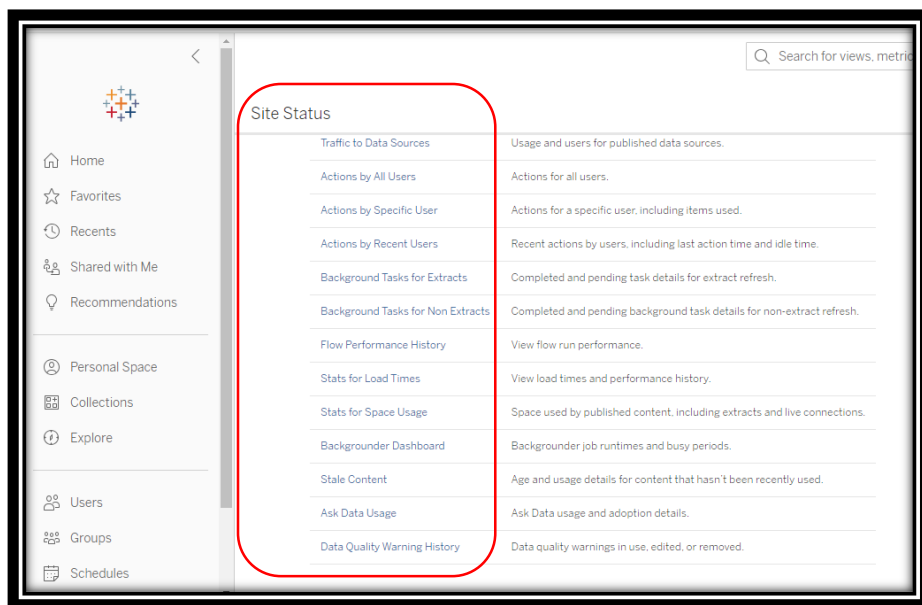 Search for views, metric
Site Status
Home
Favorites
Recents
Shared with Me
Recommendations
Personal Space
Collections
Explore
Users
Groups
Schedules
Traffic to Data Sources Usage and users for published data sources.
Actions by All Users Actions for all users.
Actions by Specific User Actions for a specific user, including items used.
Actions by Recent Users Recent actions by users, including last action time and idle time.
Background Tasks for Extracts Completed and pending task details for extract refresh.
Background Tasks for Non Extracts Completed and pending background task details for non-extract refresh.
Flow Performance History View flow run performance.
Stats for Load Times View load times and performance history.
Stats for Space Usage Space used by published content, including extracts and live connections.
Backgrounder Dashboard Backgrounder job runtimes and busy periods.
Stale Content Age and usage details for content that hasn't been recently used.
Ask Data Usage Ask Data usage and adoption details.
Data Quality Warning History Data quality warnings in use, edited, or removed.